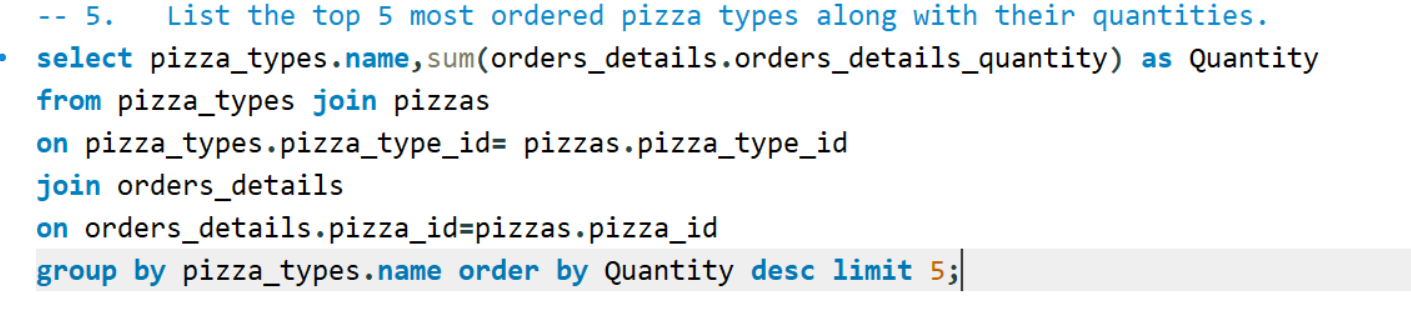 -- 5.   List the top 5 most ordered pizza types along with their quantities.
select pizza_types.name,sum(orders_details.orders_details_quantity) as Quantity
from pizza_types join pizzas
on pizza_types.pizza_type_id= pizzas.pizza_type_id
join orders_details
on orders_details.pizza_id=pizzas.pizza_id
group by pizza_types.name order by Quantity desc limit 5;